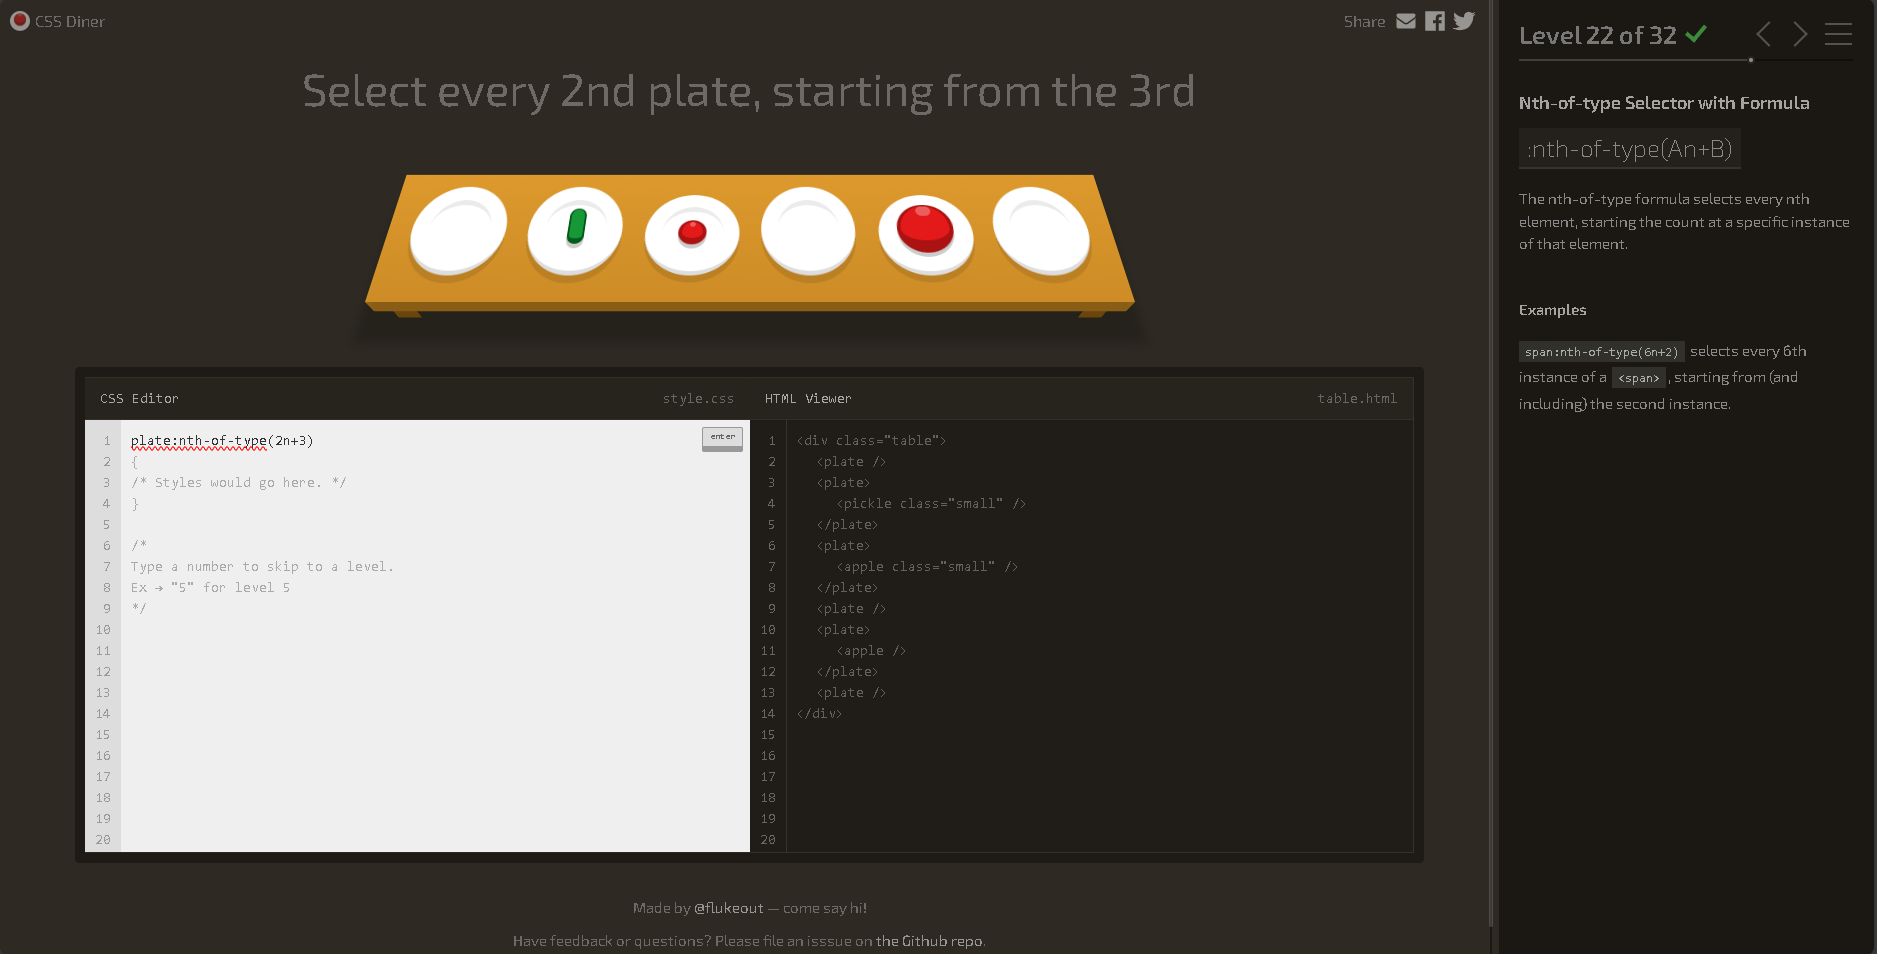 CSS Diner
Share
Select every 2nd plate, starting from the 3rd
CSS Editor
style.css
1 plate:nth-of-type(2n+3)
enter
2 {
3 /* Styles would go here. */
4 }
5
6 /*
7 Type a number to skip to a level.
8 Ex → "5" for level 5
9 */
10
11
12
13
14
15
16
17
18
19
20
HTML Viewer
table.html
1 <div class="table">
2 <plate />
3 <plate>
4 <pickle class="small" />
5 </plate>
6 <plate>
7 <apple class="small" />
8 </plate>
9 <plate />
10 <plate>
11 <apple />
12 </plate>
13 <plate />
14 </div>
15
16
17
18
19
20
Made by @flukeout — come say hi!
Have feedback or questions? Please file an isssue on the Github repo.
Level 22 of 32
Nth-of-type Selector with Formula
:nth-of-type(An+B)
The nth-of-type formula selects every nth
element, starting the count at a specific instance
of that element.
Examples
span:nth-of-type(6n+2) selects every 6th
instance of a <span>, starting from (and
including) the second instance.